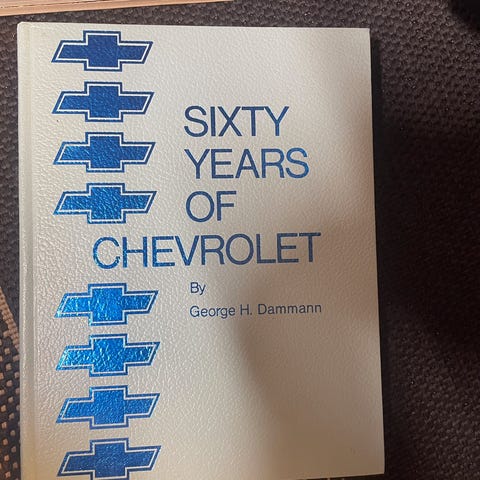 SIXTY
YEARS
OF
CHEVROLET
By
George H. Dammann